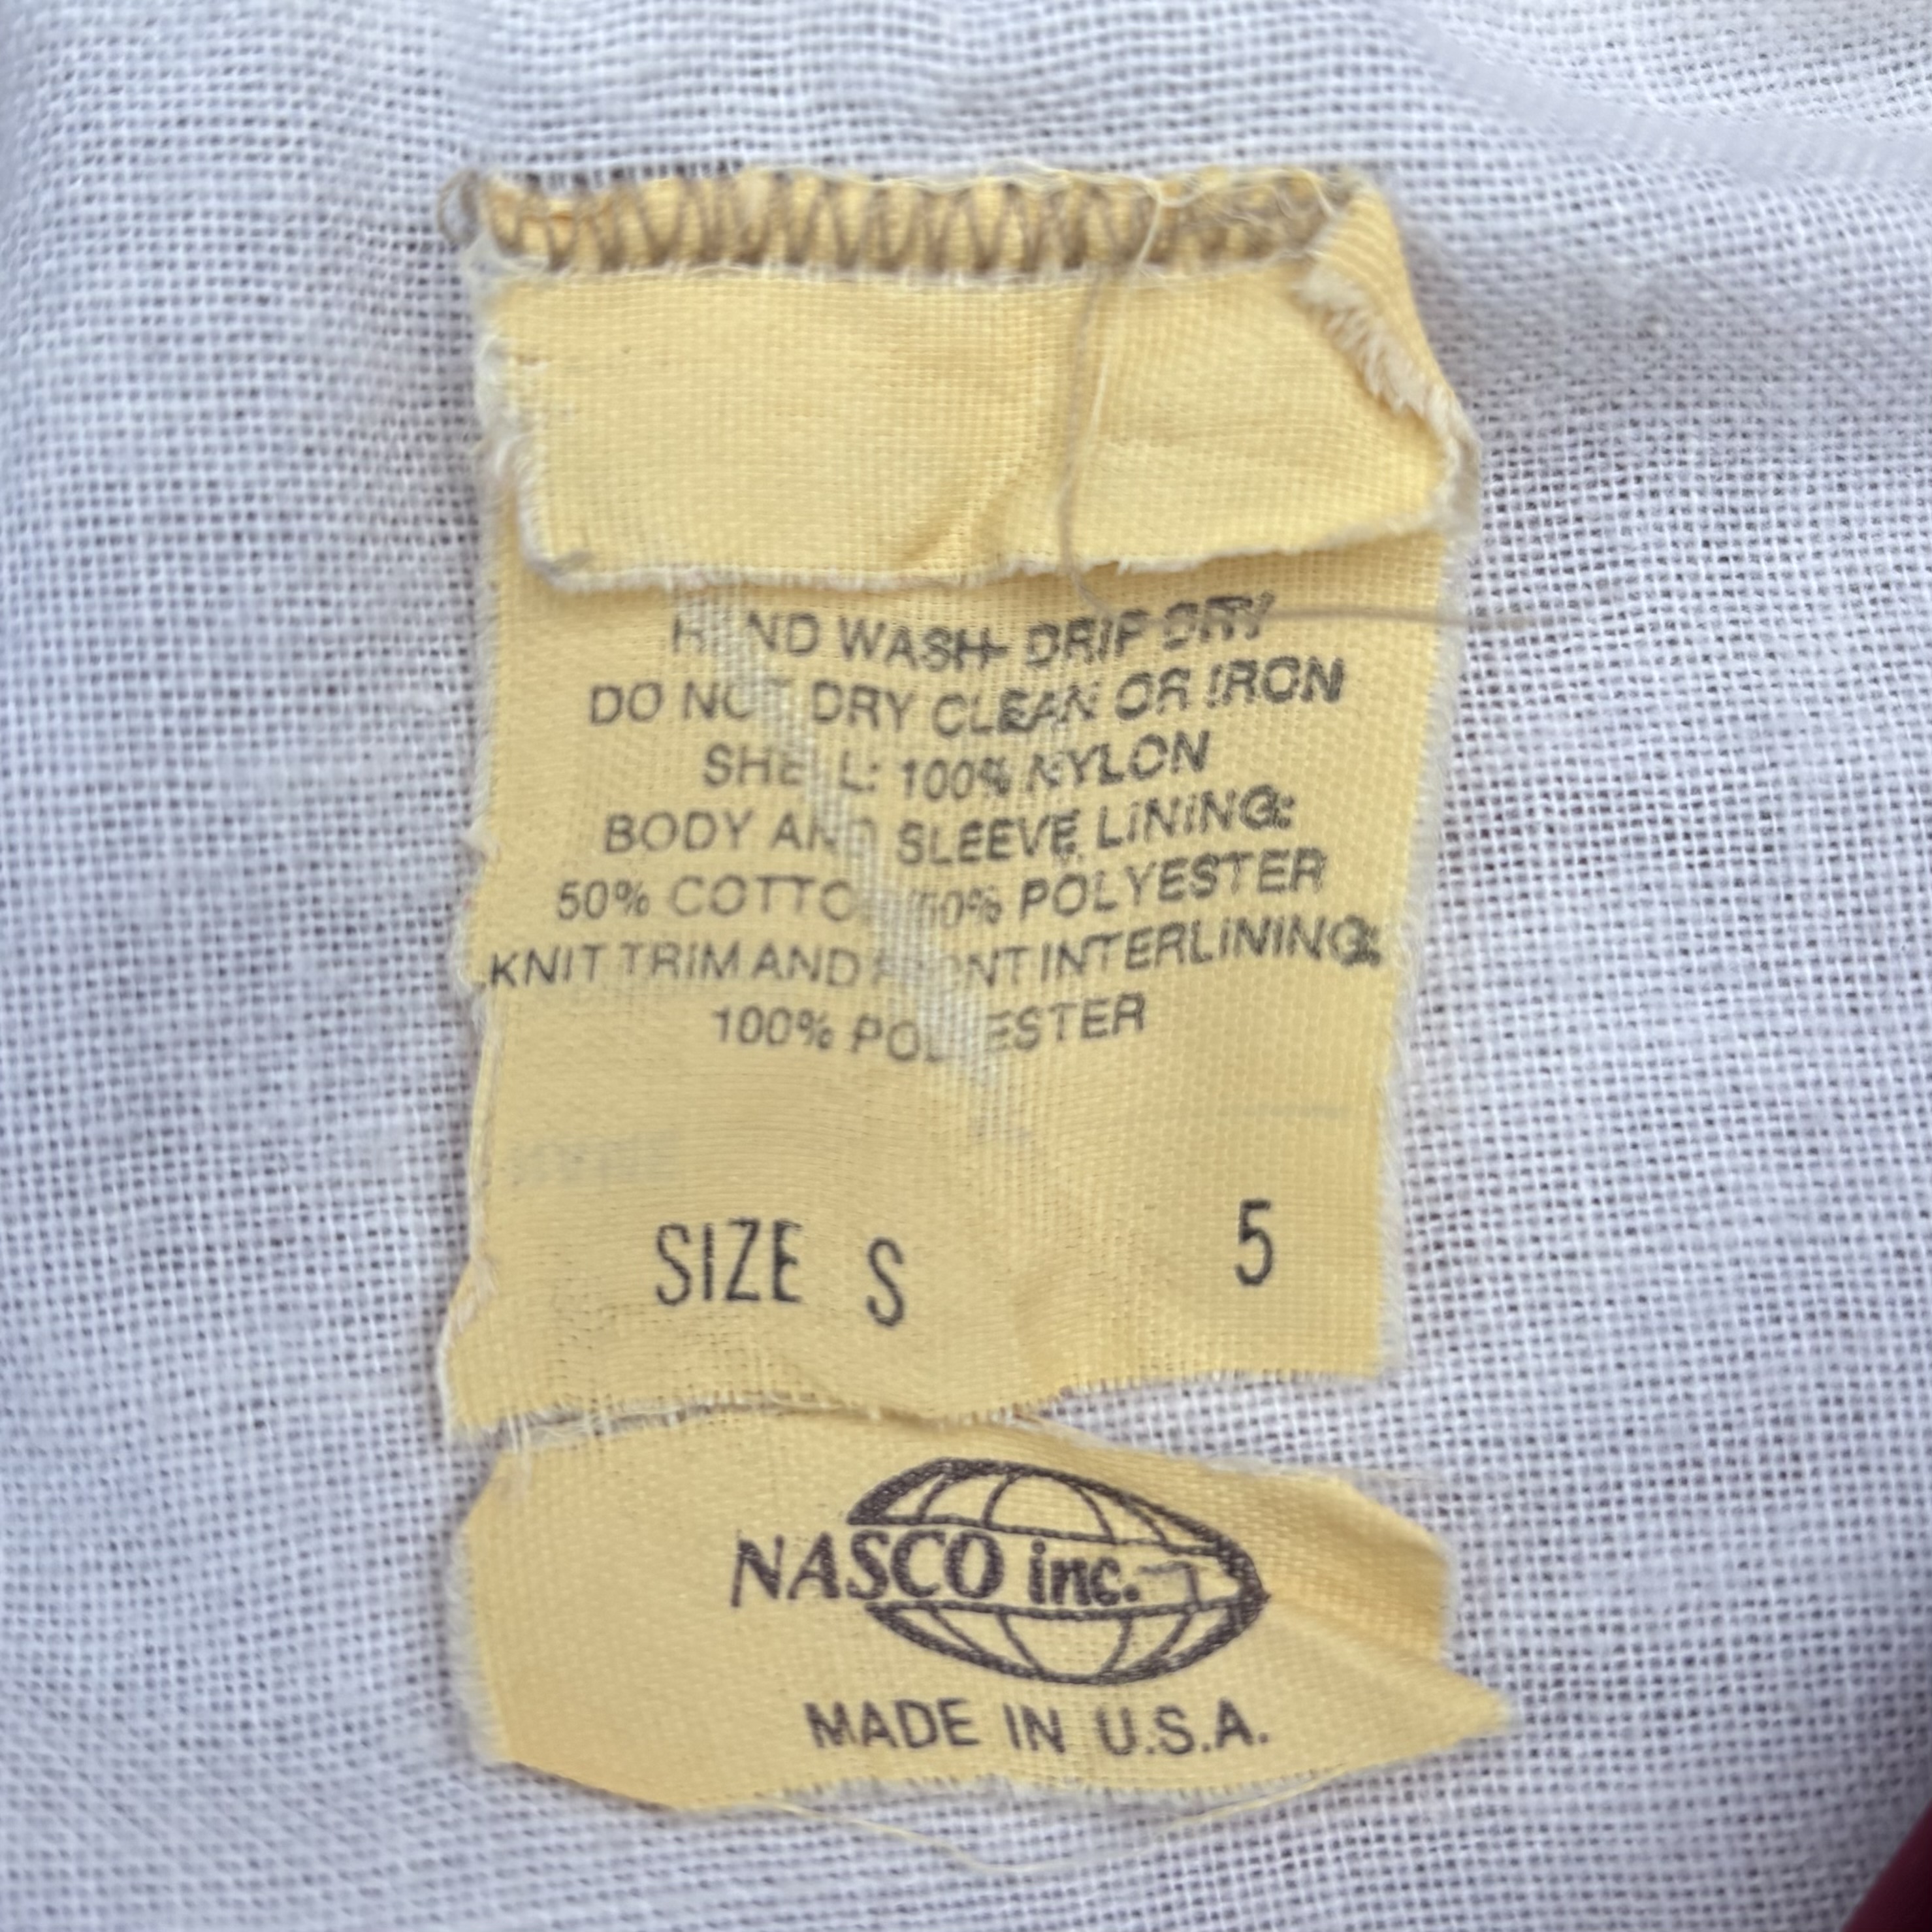 HAND WASH- DRIP DRY
DO NOT DRY CLEAN OR IRON
SHELL: 100% NYLON
BODY AND SLEEVE LINING:
50% COTTON/50% POLYESTER
KNIT TRIM AND FRONT INTERLINING:
100% POLYESTER
SIZE S 5
NASCO inc.
MADE IN U.S.A.